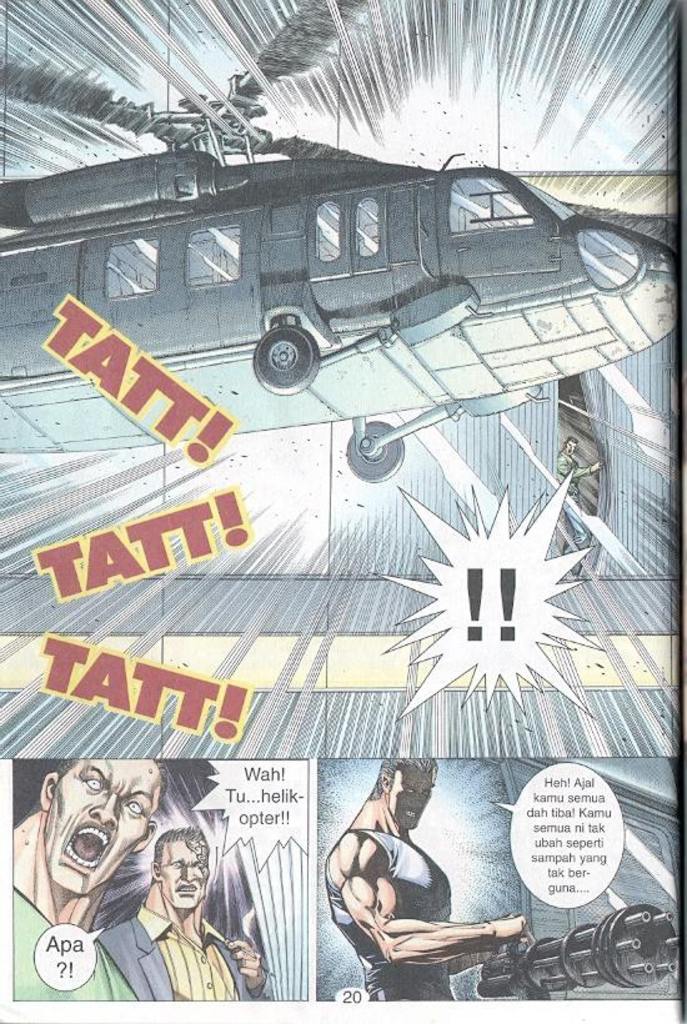 TATT!
TATT!
TATT!
!!
Wah!
Tu...helik-
opter!!
Apa
?!
Heh! Ajal
kamu semua
dah tiba! Kamu
semua ni tak
ubah seperti
sampah yang
tak ber-
guna....
20